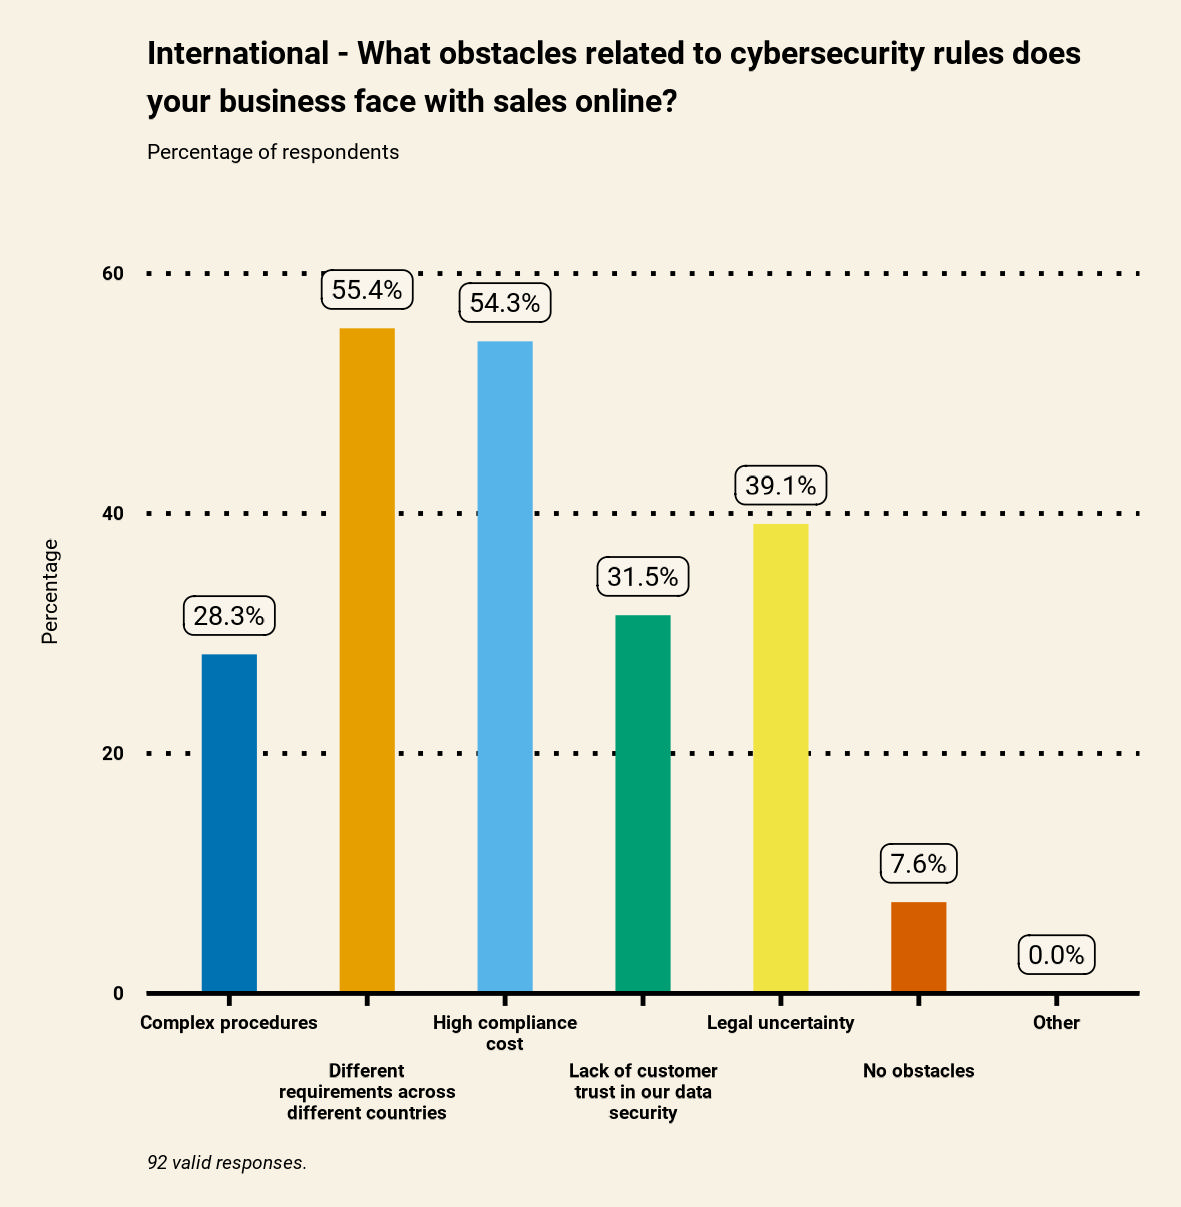 International - What obstacles related to cybersecurity rules does
your business face with sales online?
Percentage of respondents
Percentage
60
40
20
0
28.3%
55.4%
54.3%
31.5%
39.1%
7.6%
0.0%
Complex procedures
Different
requirements across
different countries
High compliance
cost
Lack of customer
trust in our data
security
Legal uncertainty
No obstacles
Other
92 valid responses.